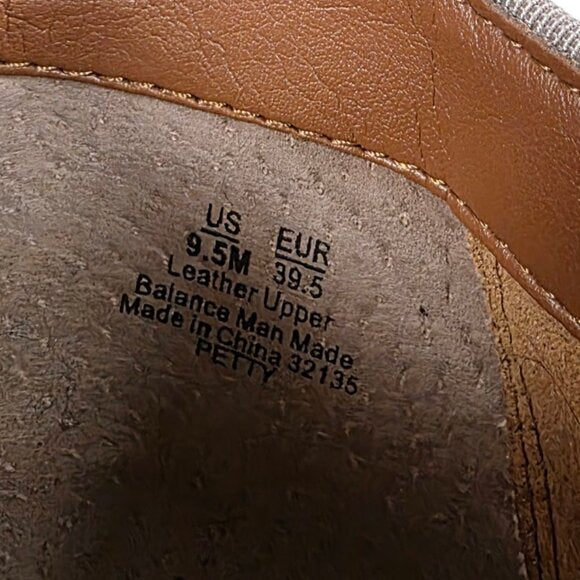 US EUR
9.5M 39.5
Leather Upper
Balance Man Made
Made in China 32135
PETTY